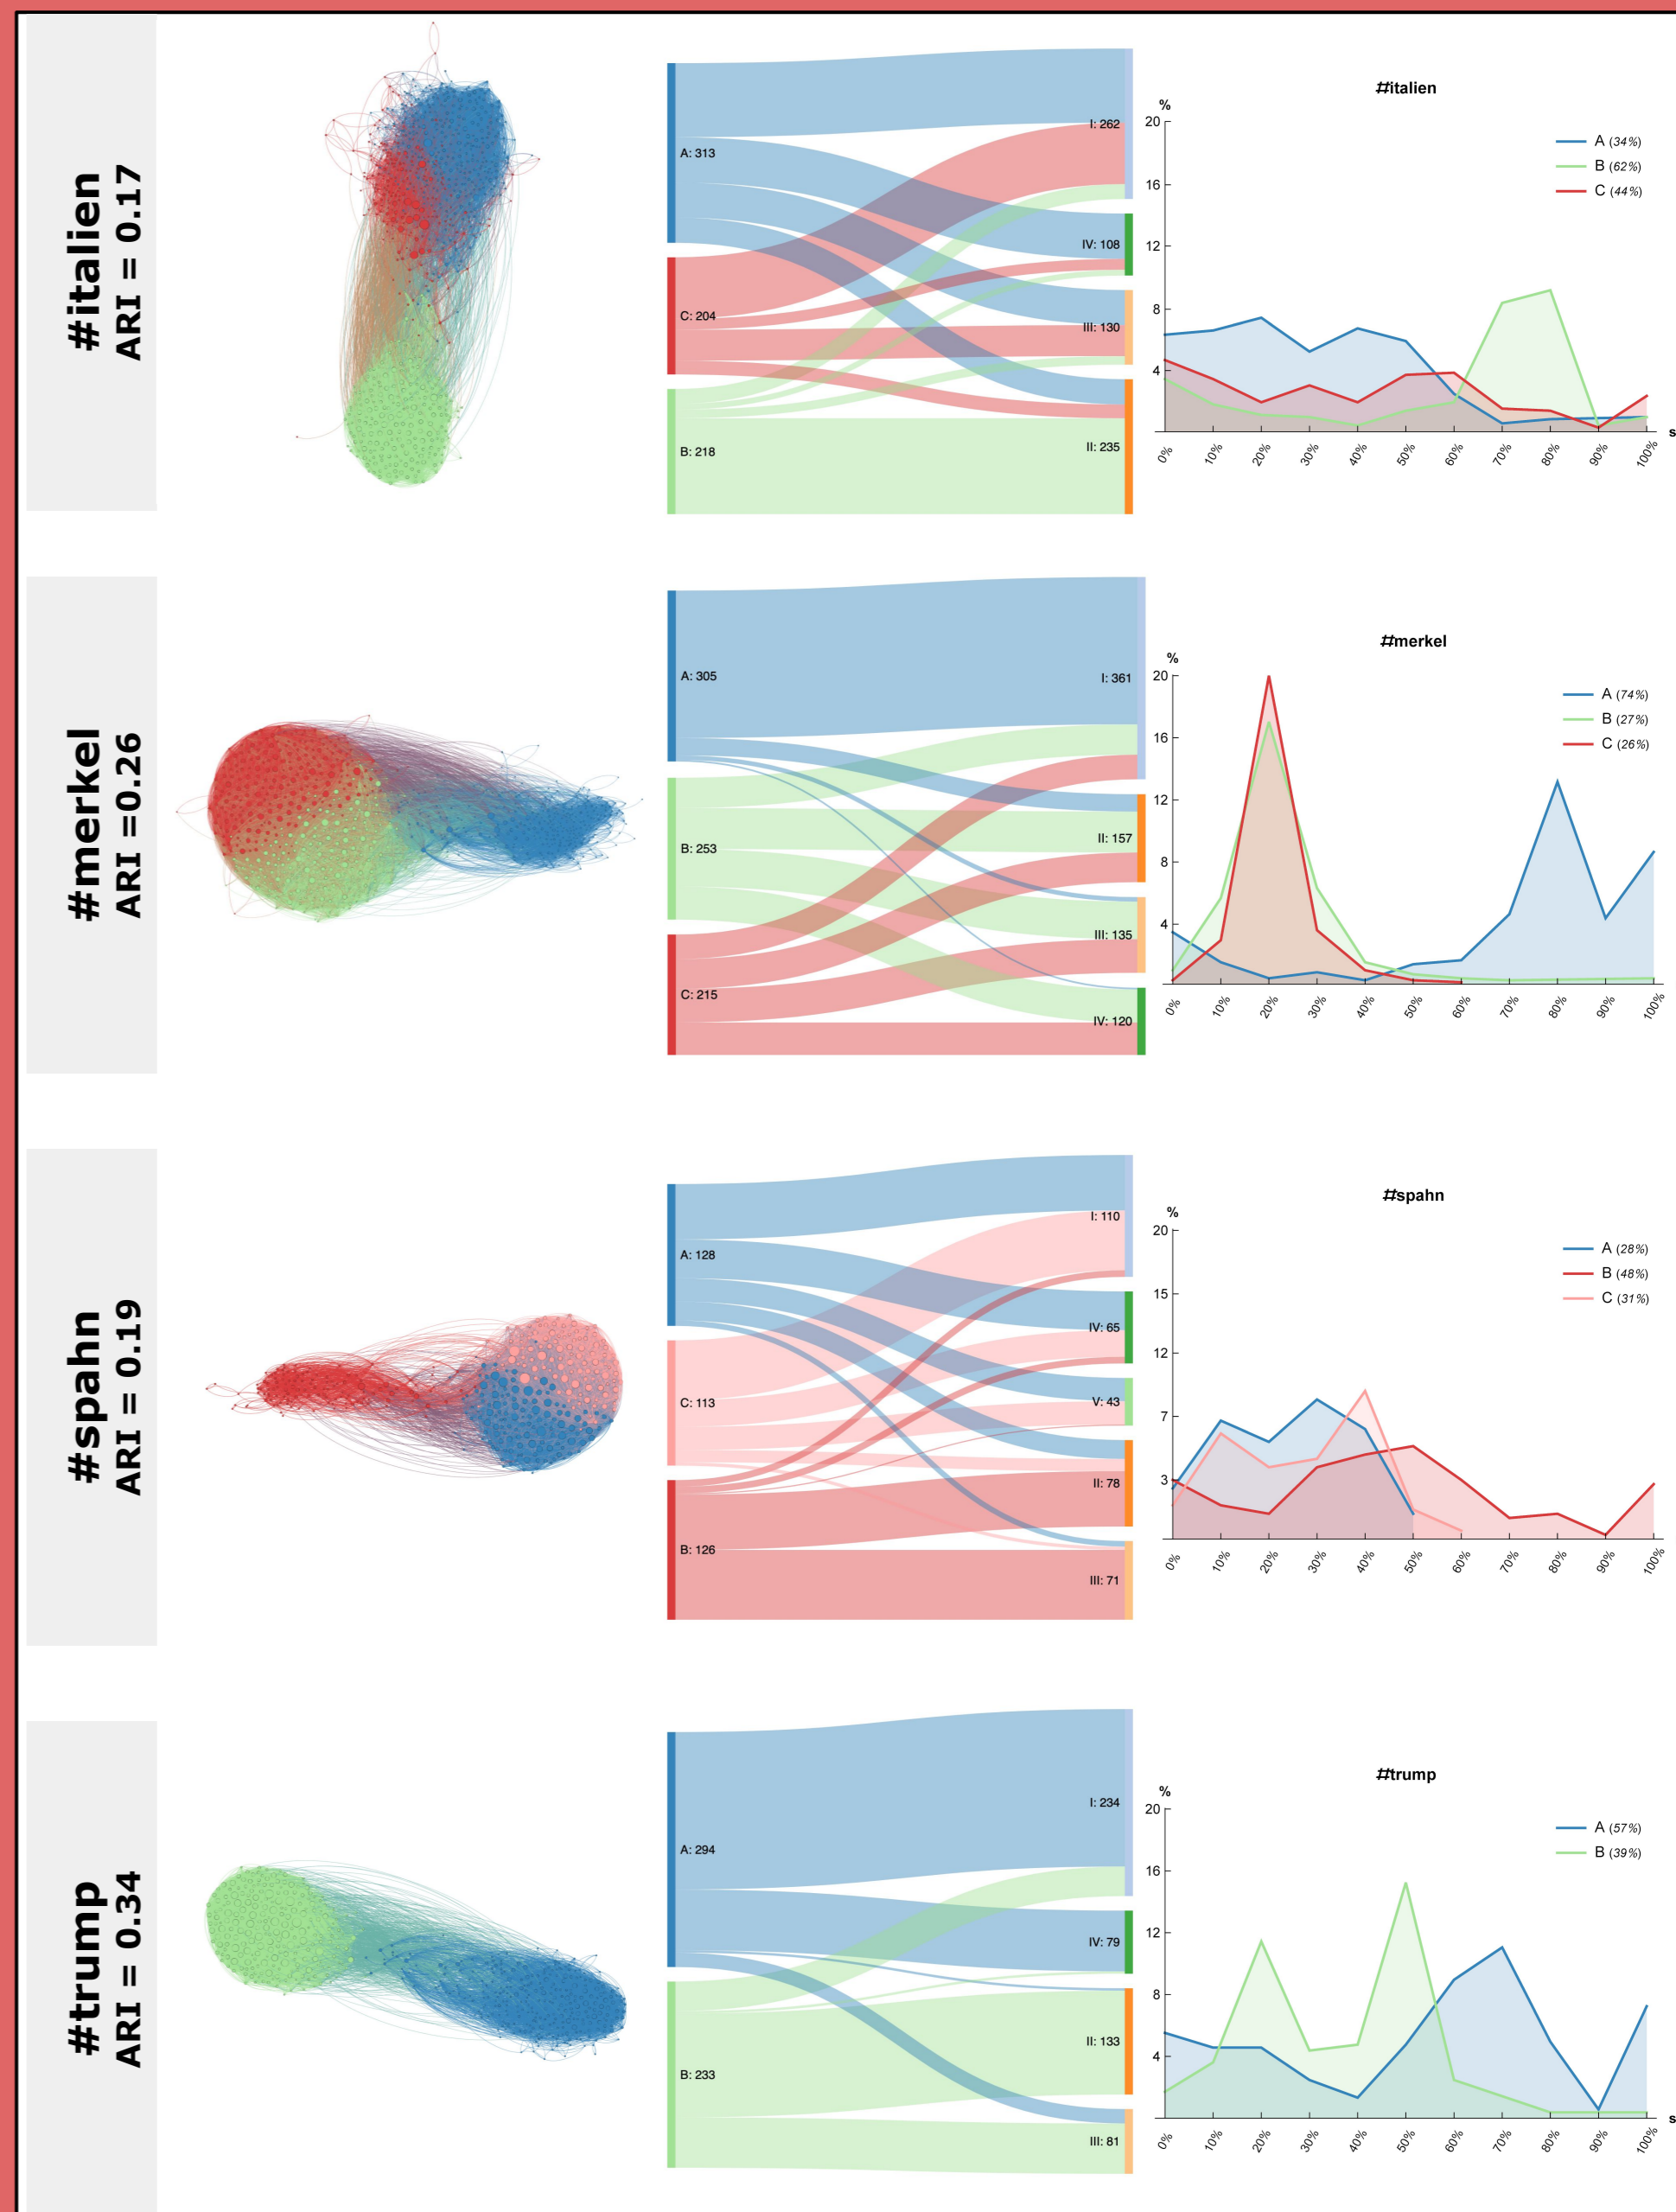 #italien
ARI = 0.17
A: 313
C: 204
B: 218
I: 262
IV: 108
III: 130
II: 235
#italien
%
20
16
12
8
4
A (34%)
B (62%)
C (44%)
0%
10%
20%
30%
40%
50%
60%
70%
80%
90%
100%
s
#merkel
ARI =0.26
A: 305
B: 253
C: 215
I: 361
II: 157
III: 135
IV: 120
#merkel
%
20
16
12
8
4
A (74%)
B (27%)
C (26%)
0%
10%
20%
30%
40%
50%
60%
70%
80%
90%
100%
#spahn
ARI = 0.19
A: 128
C: 113
B: 126
I: 110
IV: 65
V: 43
II: 78
III: 71
#spahn
%
20
15
12
7
3
A (28%)
B (48%)
C (31%)
0%
10%
20%
30%
40%
50%
60%
70%
80%
90%
100%
#trump
ARI = 0.34
A: 294
B: 233
I: 234
IV: 79
II: 133
III: 81
#trump
%
20
16
12
8
4
A (57%)
B (39%)
0%
10%
20%
30%
40%
50%
60%
70%
80%
90%
100%
s